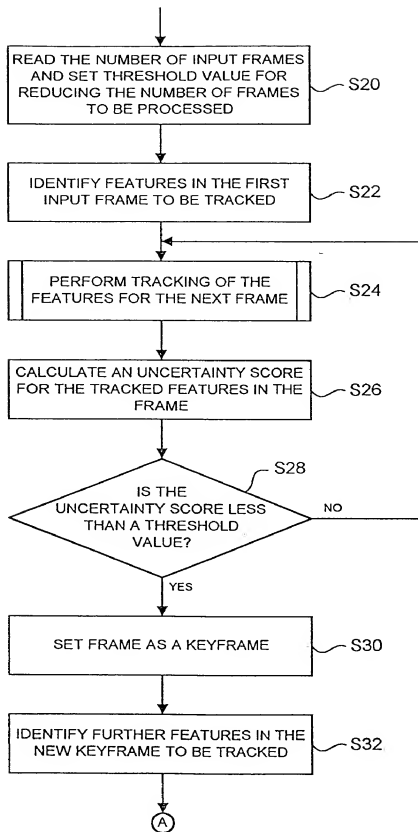 READ THE NUMBER OF INPUT FRAMES
AND SET THRESHOLD VALUE FOR
REDUCING THE NUMBER OF FRAMES
TO BE PROCESSED
S20
IDENTIFY FEATURES IN THE FIRST
INPUT FRAME TO BE TRACKED
S22
PERFORM TRACKING OF THE
FEATURES FOR THE NEXT FRAME
S24
CALCULATE AN UNCERTAINTY SCORE
FOR THE TRACKED FEATURES IN THE
FRAME
S26
S28
IS THE
UNCERTAINTY SCORE LESS
THAN A THRESHOLD
VALUE?
NO
YES
SET FRAME AS A KEYFRAME
S30
IDENTIFY FURTHER FEATURES IN THE
NEW KEYFRAME TO BE TRACKED
S32
A